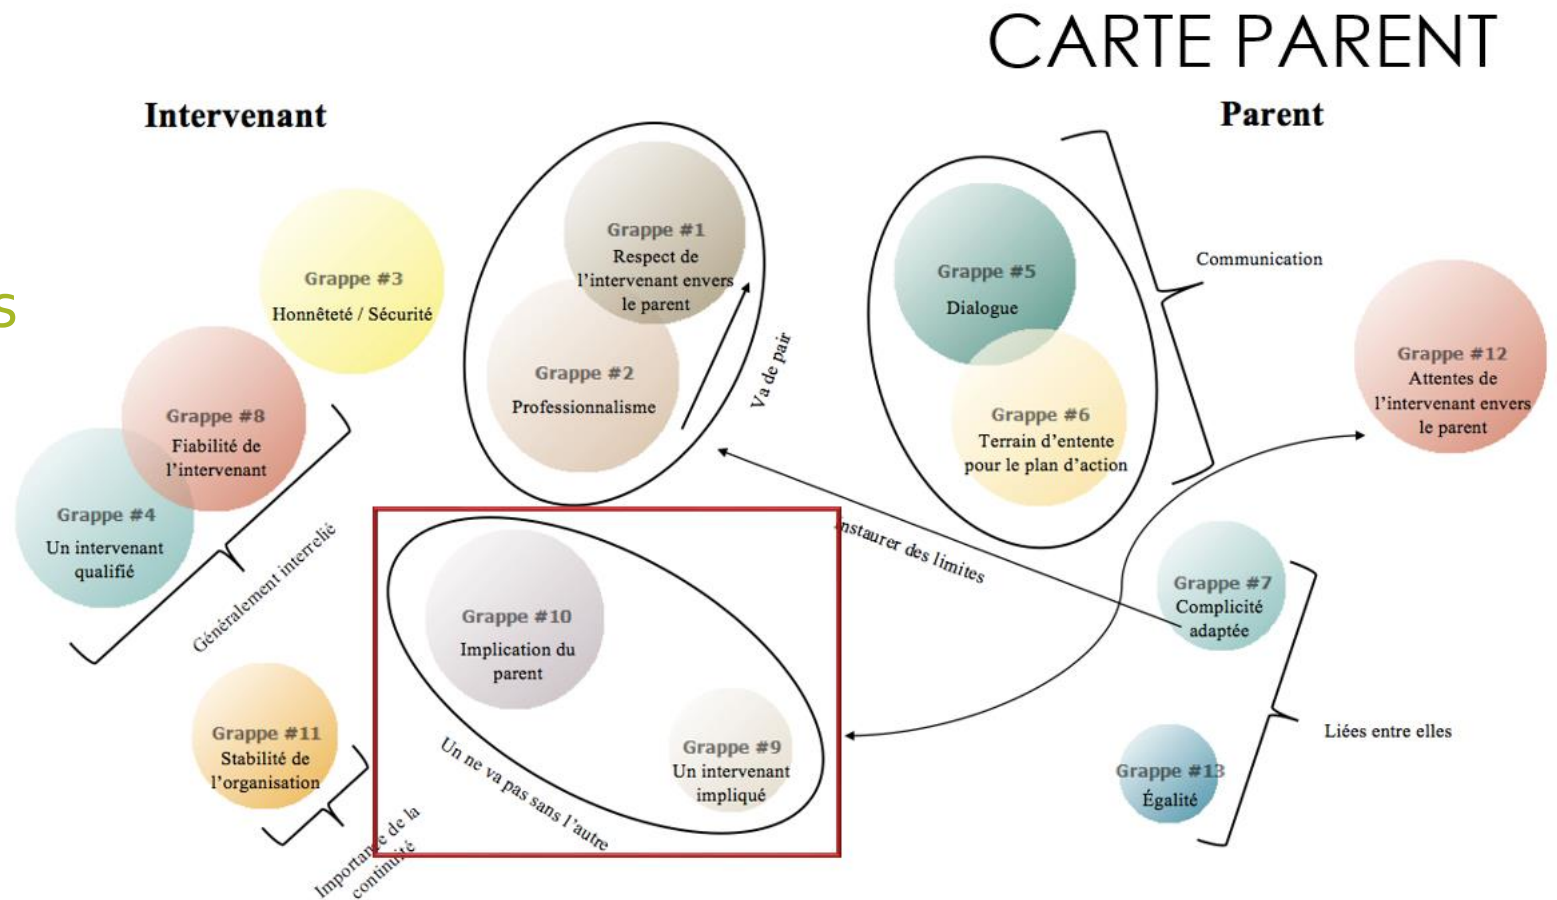 CARTE PARENT
Intervenant
Parent
s
Grappe #3
Honnêteté / Sécurité
Grappe #8
Fiabilité de
l'intervenant
Grappe #4
Un intervenant
qualifié
Généralement interrelié
Grappe #11
Stabilité de
l'organisation
Importance de la
continuité
Grappe #1
Respect de
l'intervenant envers
le parent
Grappe #2
Professionnalisme
Va de pair
Grappe #10
Implication du
parent
Grappe #9
Un intervenant
impliqué
Un ne va pas sans l'autre
Instaurer des limites
Grappe #5
Dialogue
Grappe #6
Terrain d'entente
pour le plan d'action
Communication
Grappe #12
Attentes de
l'intervenant envers
le parent
Grappe #7
Complicité
adaptée
Grappe #13
Égalité
Liées entre elles